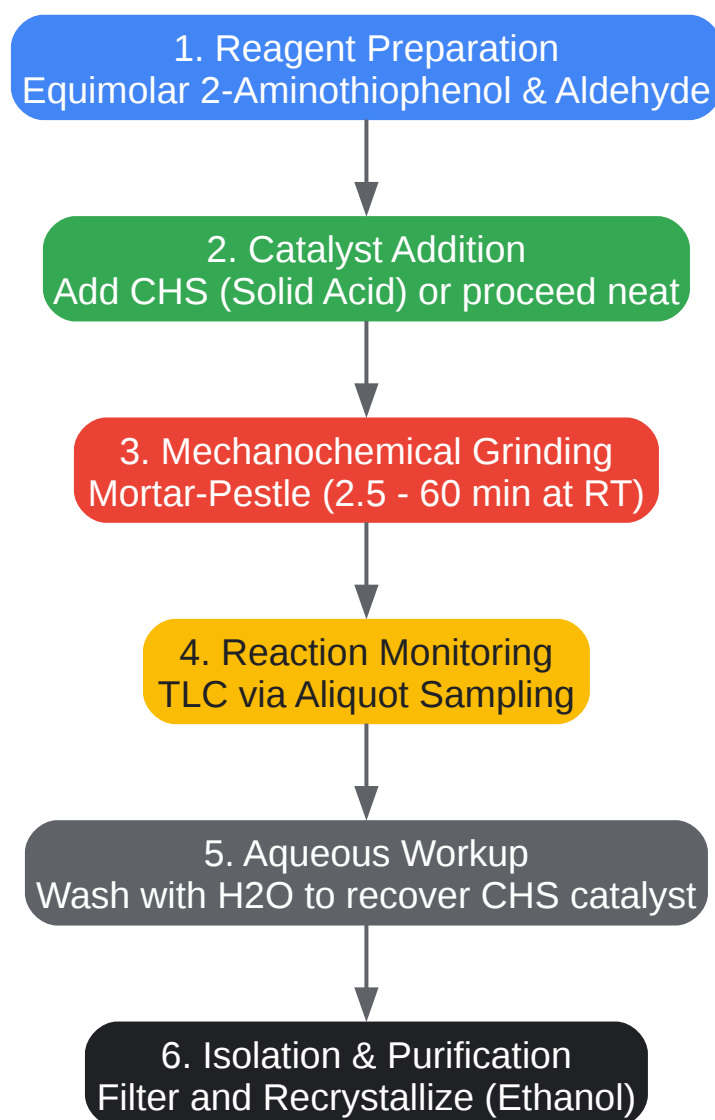 1. Reagent Preparation
Equimolar 2-Aminothiophenol & Aldehyde
2. Catalyst Addition
Add CHS (Solid Acid) or proceed neat
3. Mechanochemical Grinding
Mortar-Pestle (2.5 - 60 min at RT)
4. Reaction Monitoring
TLC via Aliquot Sampling
5. Aqueous Workup
Wash with H2O to recover CHS catalyst
6. Isolation & Purification
Filter and Recrystallize (Ethanol)